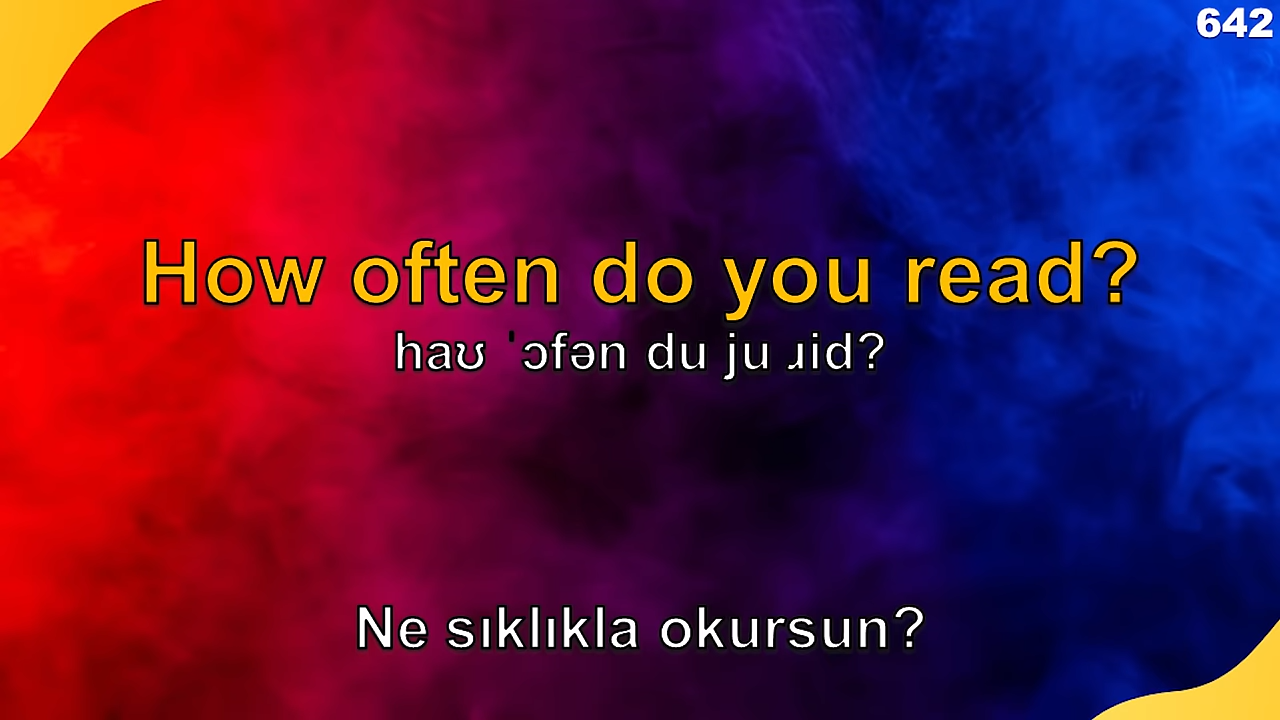 642
How often do you read?
haʊ ˈɔfən du ju ɹid?
Ne sıklıkla okursun?